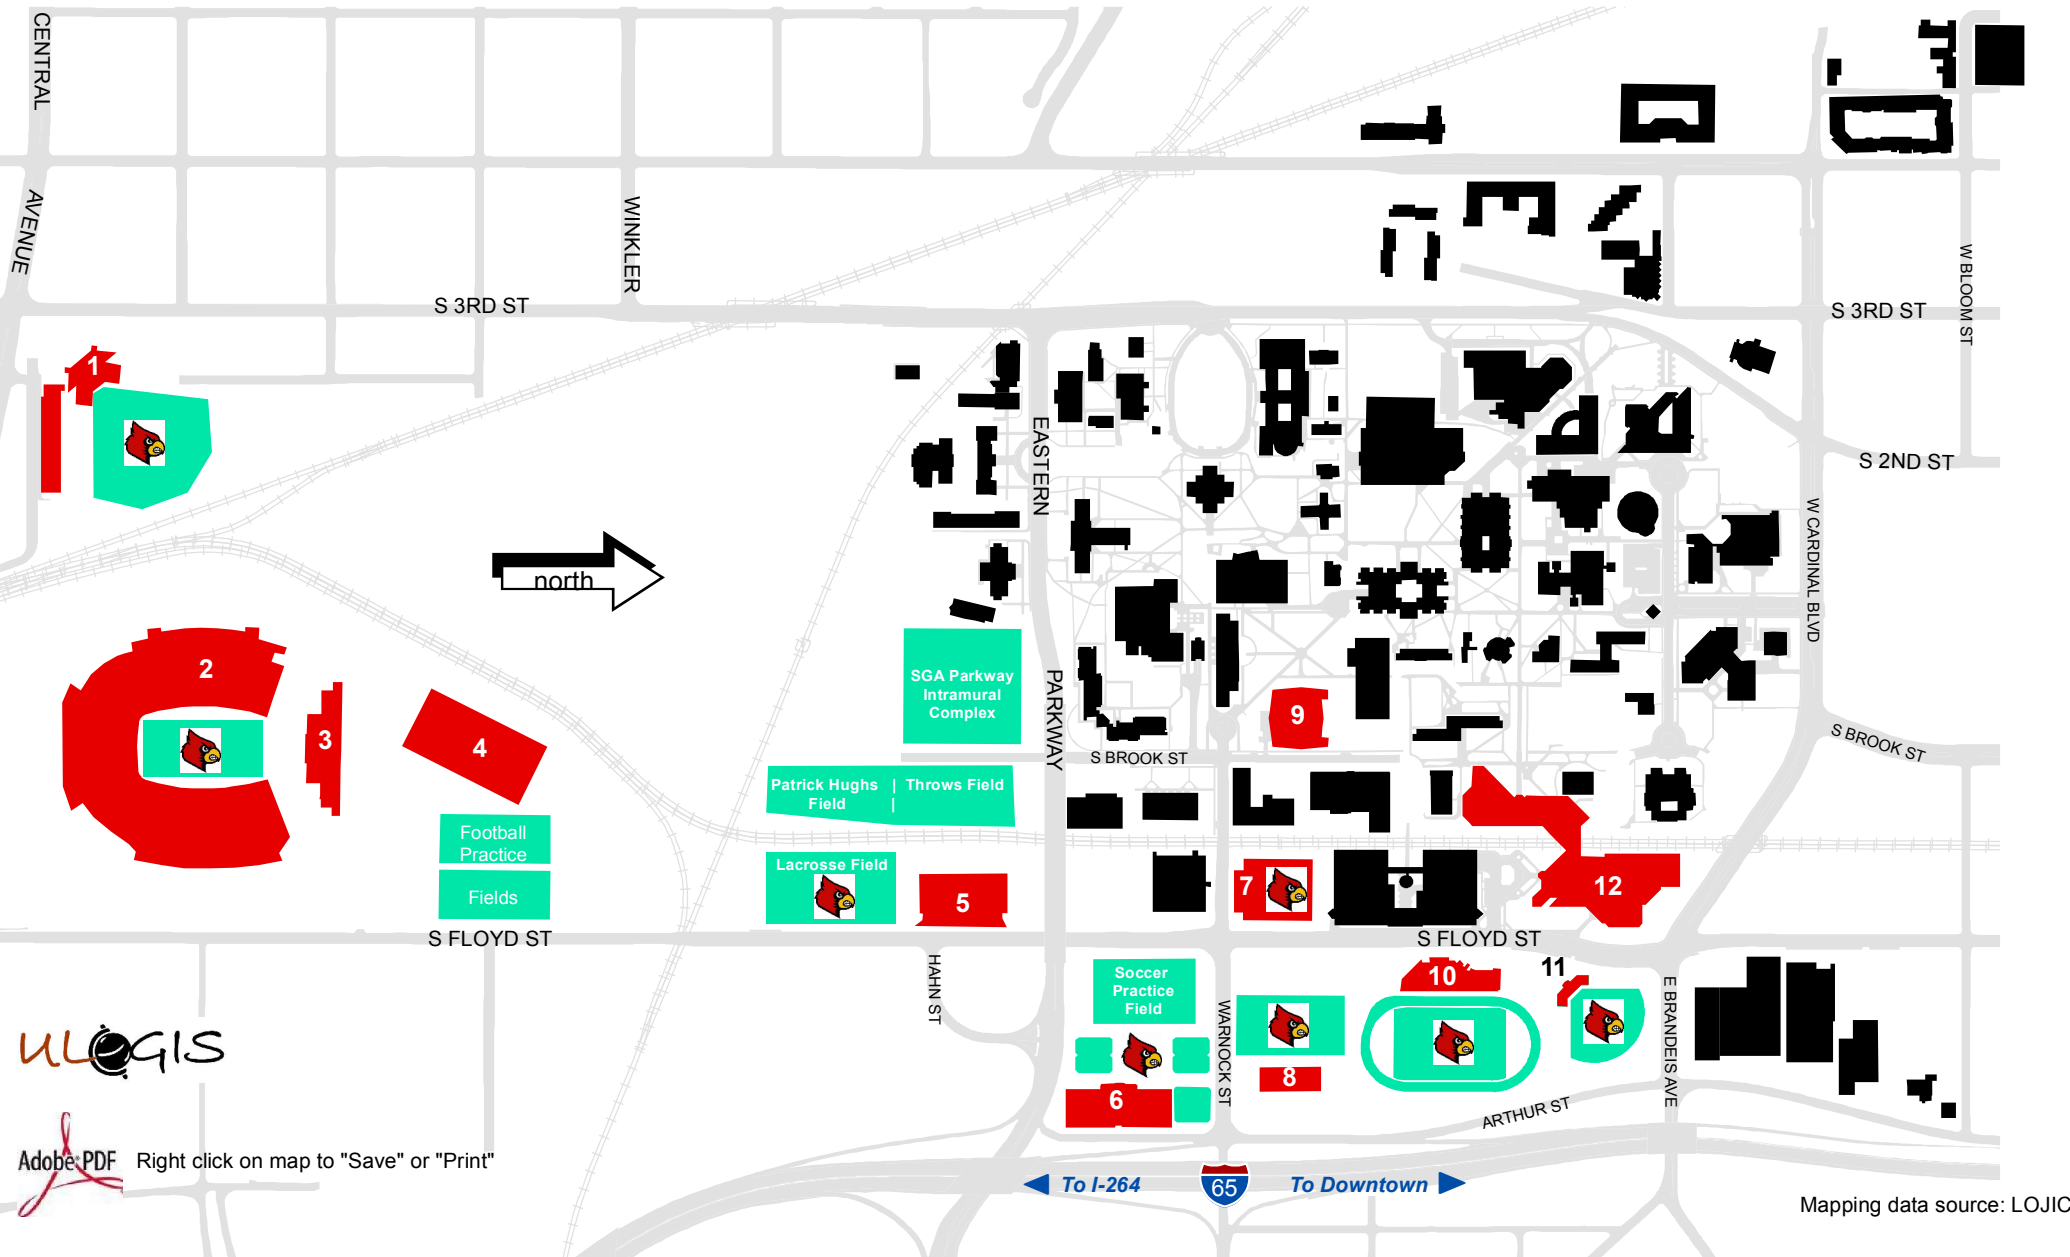 CENTRAL
AVENUE
WINKLER
S 3RD ST
S 3RD ST
W BLOOM ST
1
EASTERN
S 2ND ST
W CARDINAL BLVD
north
2
3
4
SGA Parkway
Intramural
Complex
PARKWAY
9
S BROOK ST
S BROOK ST
Patrick Hughs | Throws Field
Field |
Football
Practice
Fields
Lacrosse Field
5
7
12
S FLOYD ST
S FLOYD ST
HAHN ST
Soccer
Practice
Field
WARNOCK ST
10
11
E BRANDEIS AVE
8
6
ARTHUR ST
ULOGIS
Adobe PDF
Right click on map to "Save" or "Print"
To I-264
65
To Downtown
Mapping data source: LOJIC